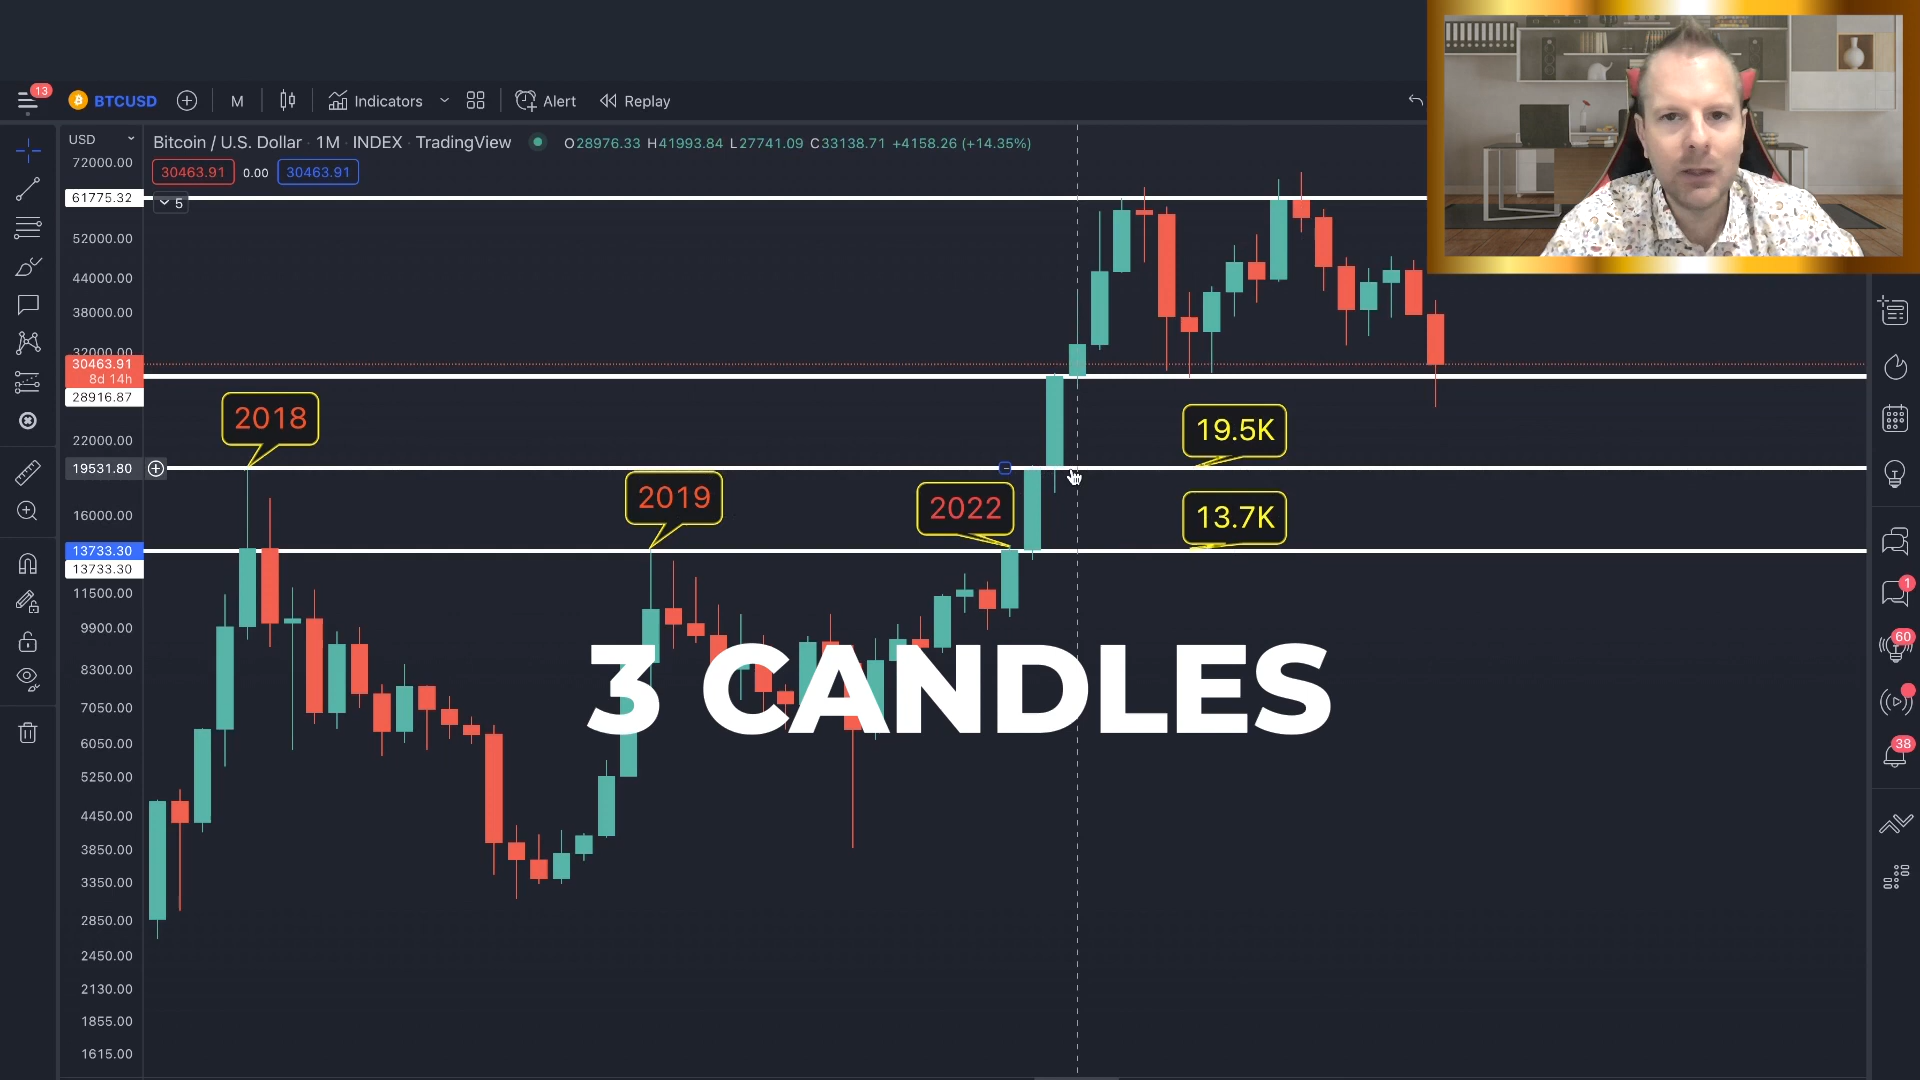 13
BTCUSD
M
Indicators
Alert
Replay
USD
Bitcoin / U.S. Dollar · 1M · INDEX · TradingView
O28976.33 H41993.84 L27741.09 C33138.71 +4158.26 (+14.35%)
30463.91 0.00 30463.91
5
72000.00
61775.32
52000.00
44000.00
38000.00
32000.00
30463.91
8d 14h
28916.87
22000.00
19531.80
16000.00
13733.30
13733.30
11500.00
9900.00
8300.00
7050.00
6050.00
5250.00
4450.00
3850.00
3350.00
2850.00
2450.00
2130.00
1855.00
1615.00
2018
2019
2022
19.5K
13.7K
3 CANDLES
1
60
38